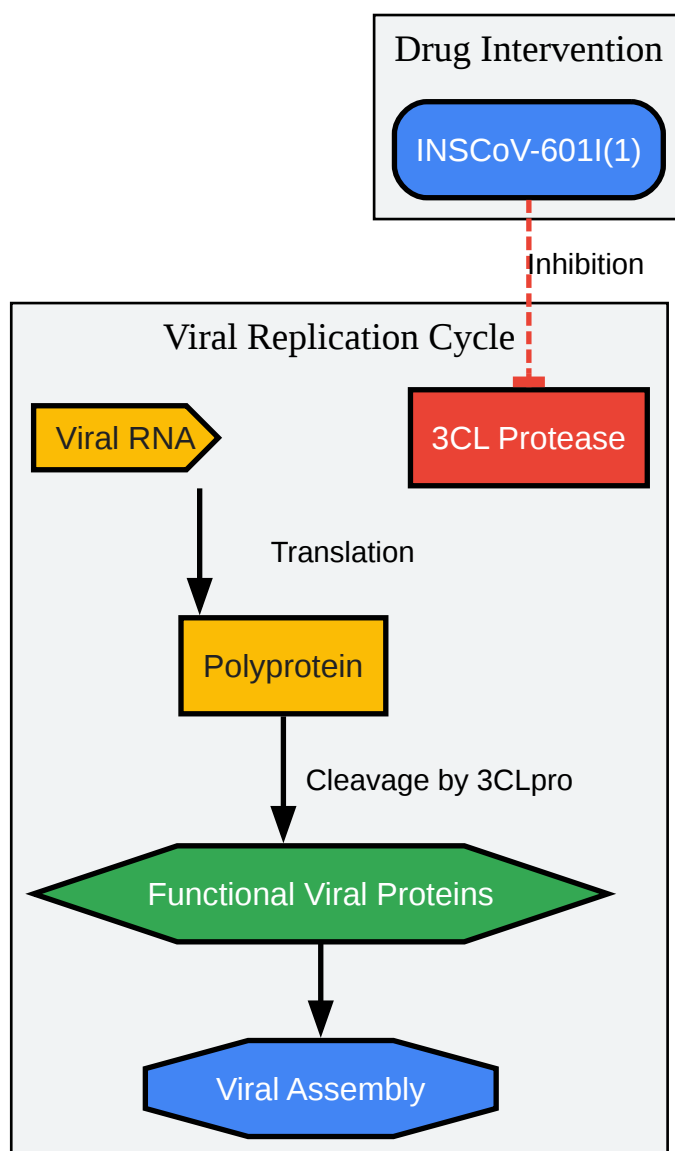 Drug Intervention
INSCoV-601I(1)
Inhibition
Viral Replication Cycle
Viral RNA
3CL Protease
Translation
Polyprotein
Cleavage by 3CLpro
Functional Viral Proteins
Viral Assembly